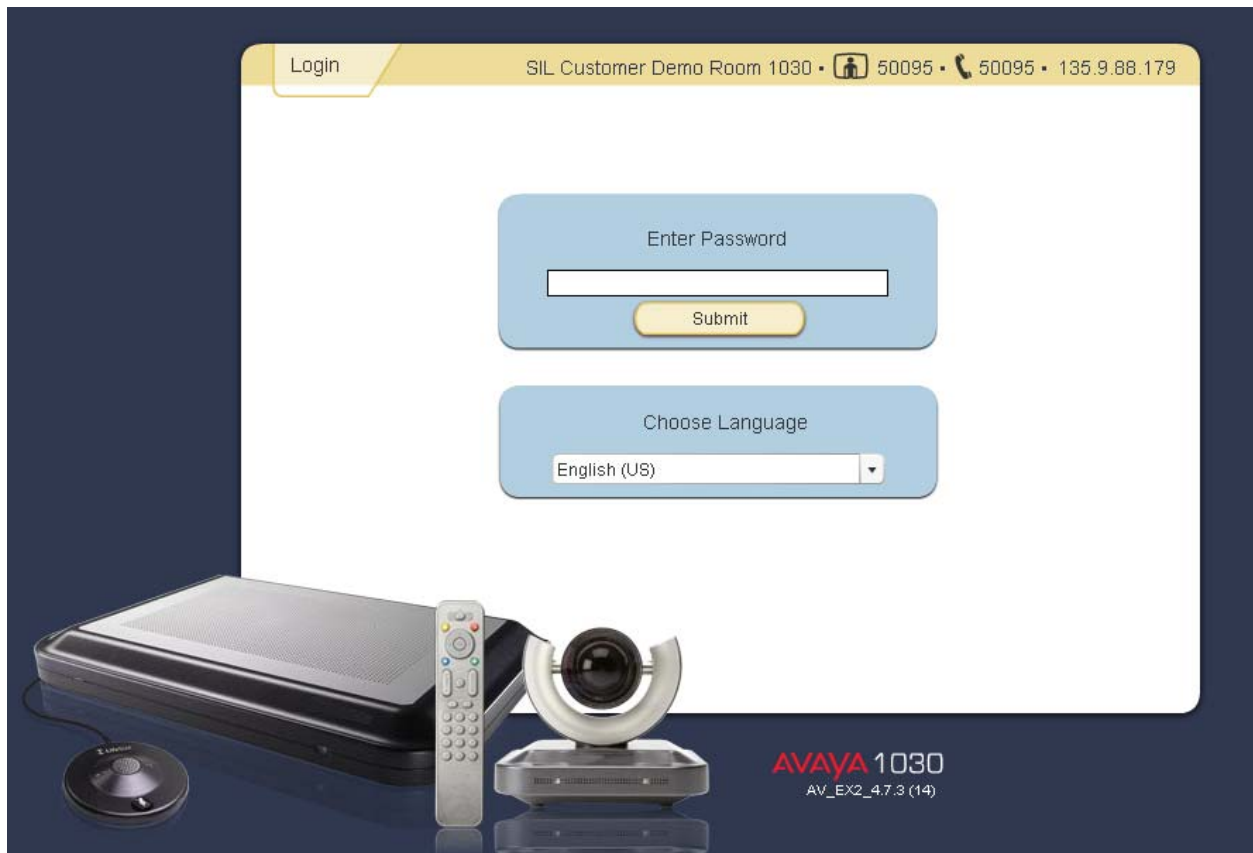 Login
SIL Customer Demo Room 1030 • 50095 • 50095 • 135.9.88.179
Enter Password
Submit
Choose Language
English (US)
AVAYA 1030
AV_EX2_4.7.3 (14)